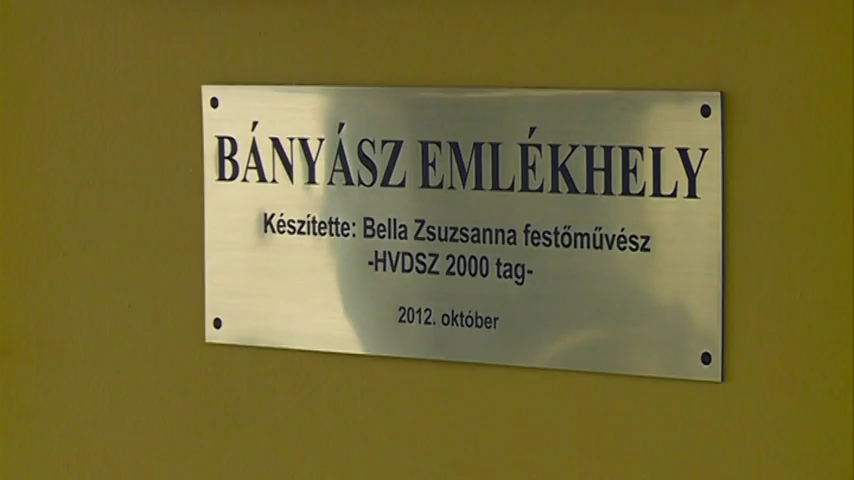 BÁNYÁSZ EMLÉKHELY
Készítette: Bella Zsuzsanna festőművész
-HVDSZ 2000 tag-
2012. október